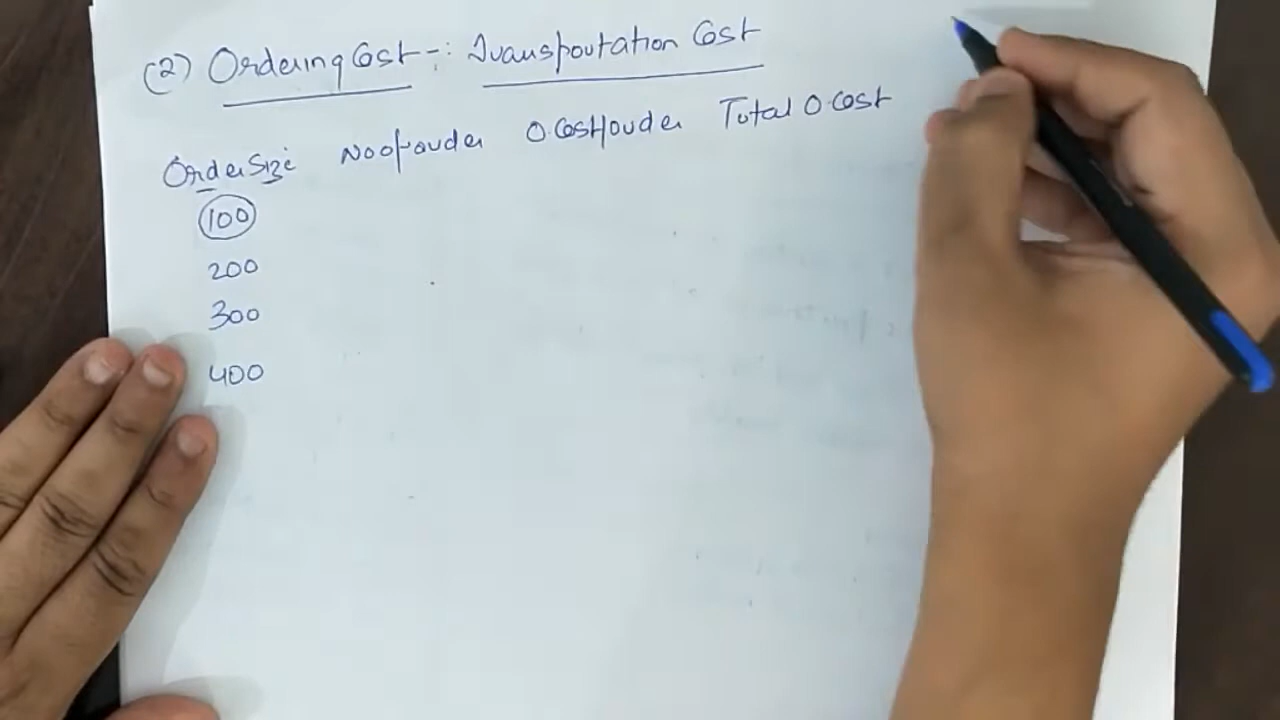 (2) Ordering Cost -: Transportation Cost
Order Size No of order O.Cost/order Total O.Cost
100
200
300
400